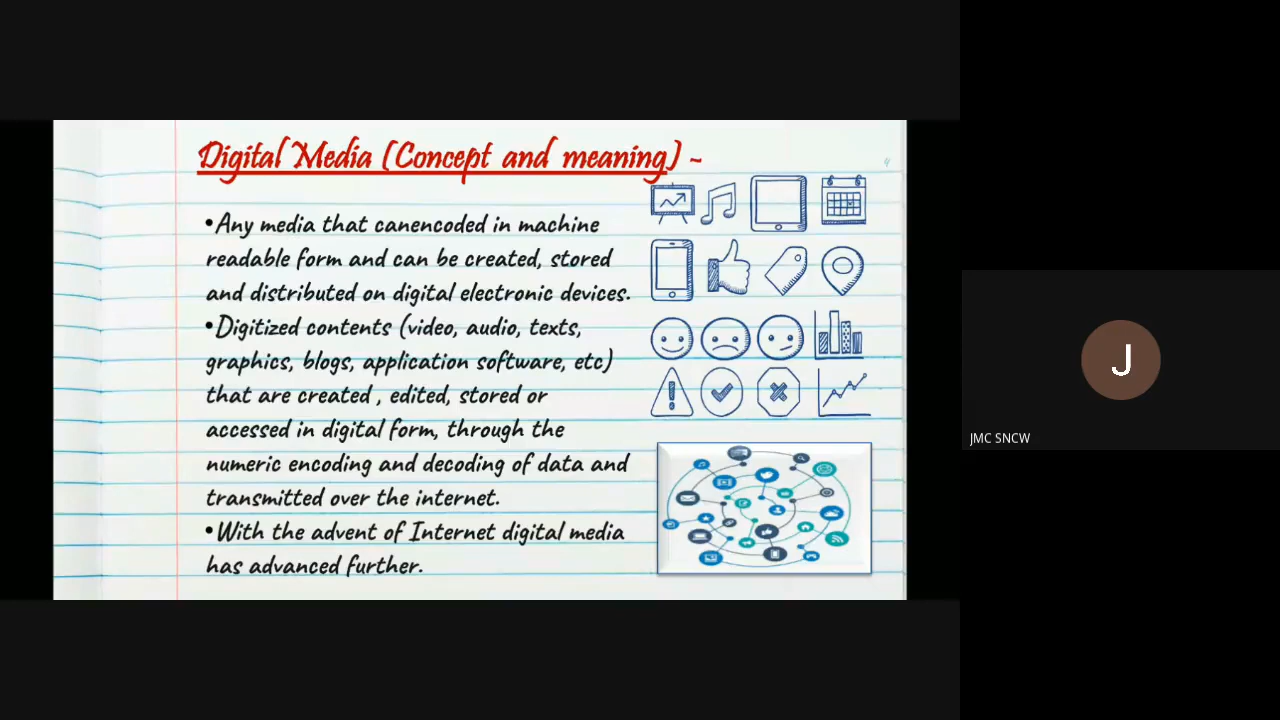 Digital Media (Concept and meaning) -
•Any media that canencoded in machine
readable form and can be created, stored
and distributed on digital electronic devices.
•Digitized contents (video, audio, texts,
graphics, blogs, application software, etc)
that are created , edited, stored or
accessed in digital form, through the
numeric encoding and decoding of data and
transmitted over the internet.
•With the advent of Internet digital media
has advanced further.
J
JMC SNCW